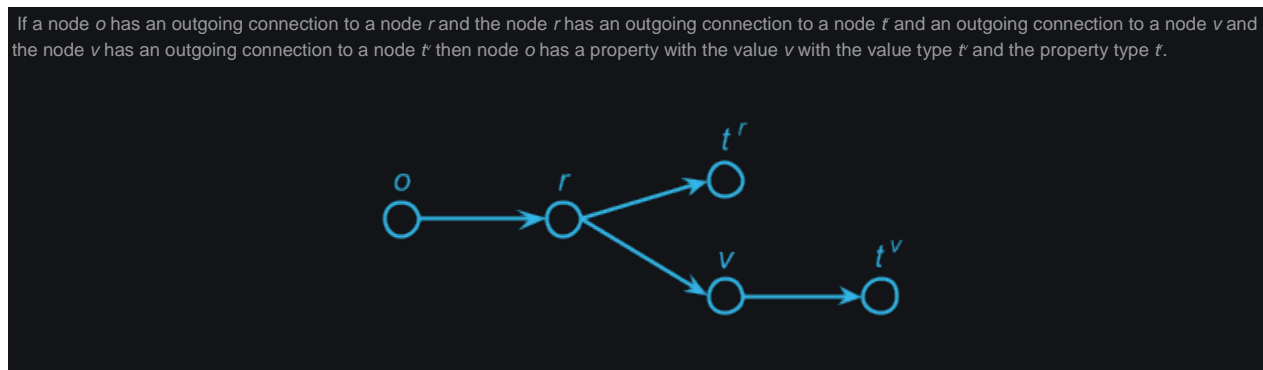 If a node o has an outgoing connection to a node r and the node r has an outgoing connection to a node tʳ and an outgoing connection to a node v and
the node v has an outgoing connection to a node tᵛ then node o has a property with the value v with the value type tᵛ and the property type tʳ.
tʳ
o
r
tᵛ
v